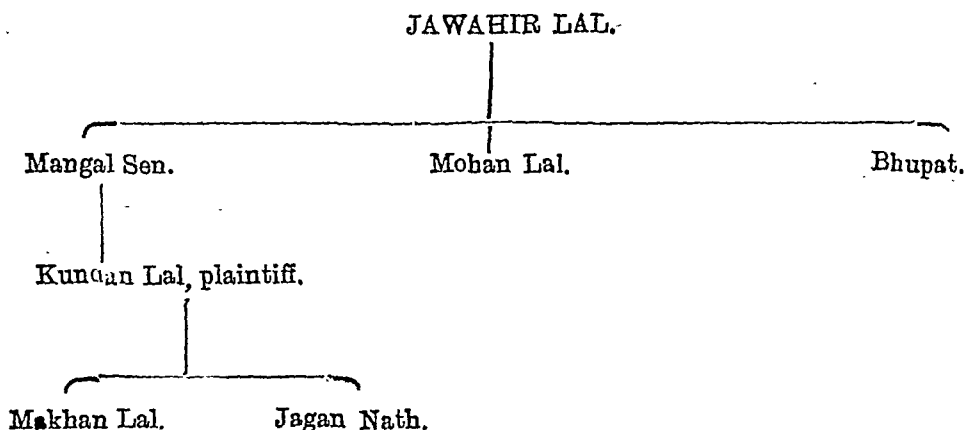 JAWAHIR LAL.
Mangal Sen. Mohan Lal. Bhupat.
Kundan Lal, plaintiff.
Makhan Lal. Jagan Nath.